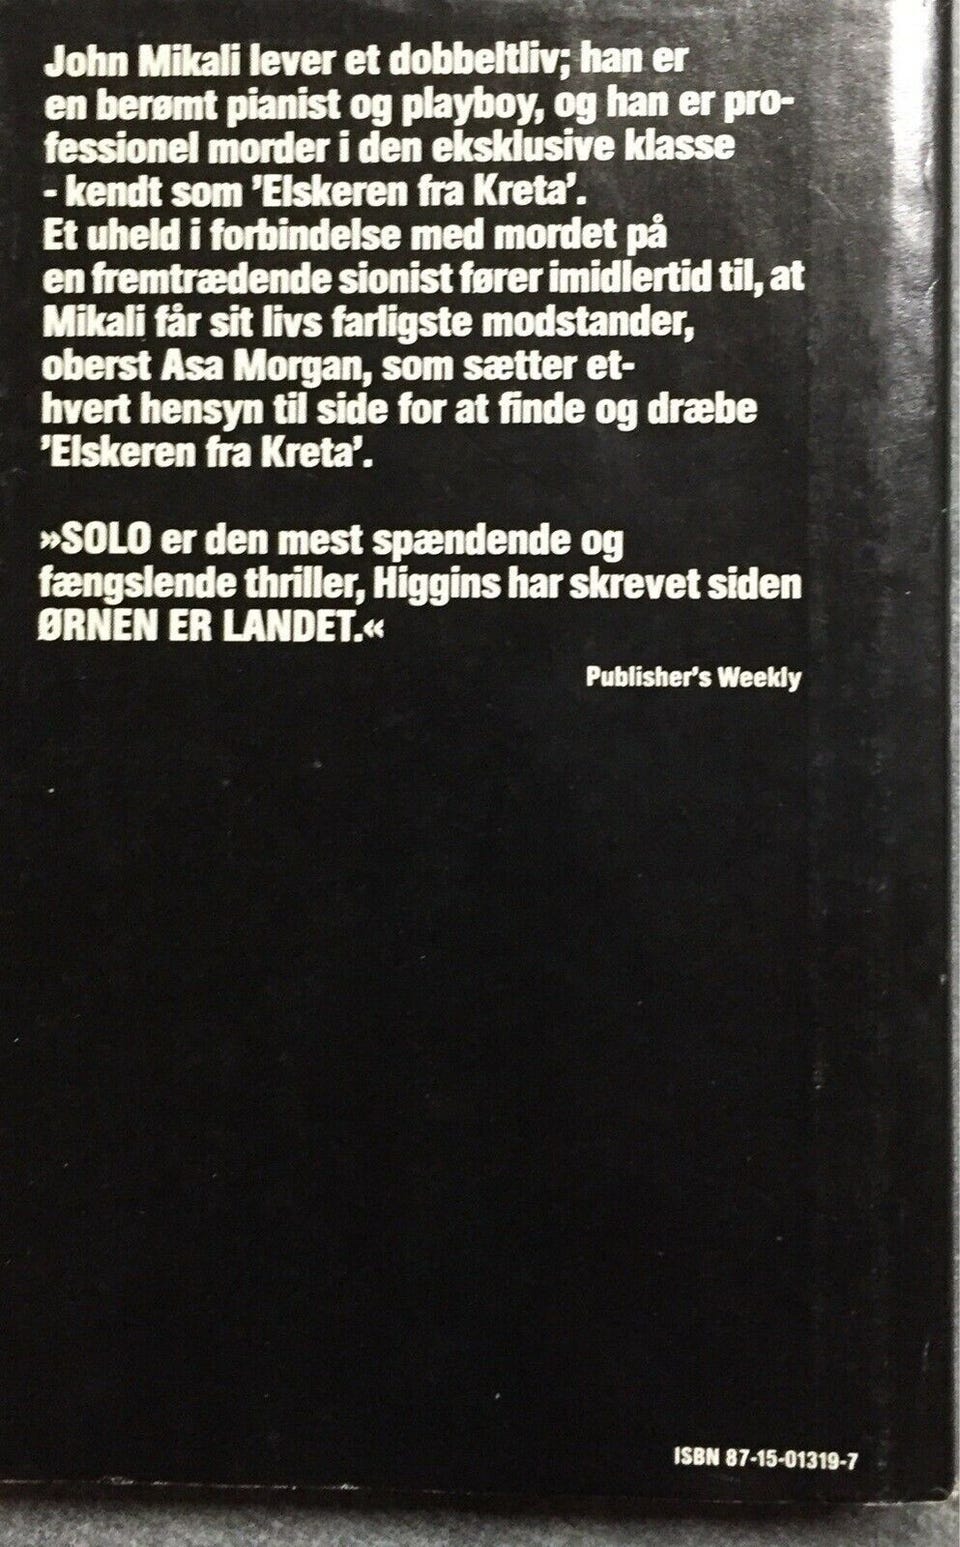 John Mikali lever et dobbeltliv; han er
en berømt pianist og playboy, og han er pro-
fessionel morder i den eksklusive klasse
- kendt som 'Elskeren fra Kreta'.
Et uheld i forbindelse med mordet på
en fremtrædende sionist fører imidlertid til, at
Mikali får sit livs farligste modstander,
oberst Asa Morgan, som sætter et-
hvert hensyn til side for at finde og dræbe
'Elskeren fra Kreta'.
»SOLO er den mest spændende og
fængslende thriller, Higgins har skrevet siden
ØRNEN ER LANDET.«
Publisher's Weekly
ISBN 87-15-01319-7